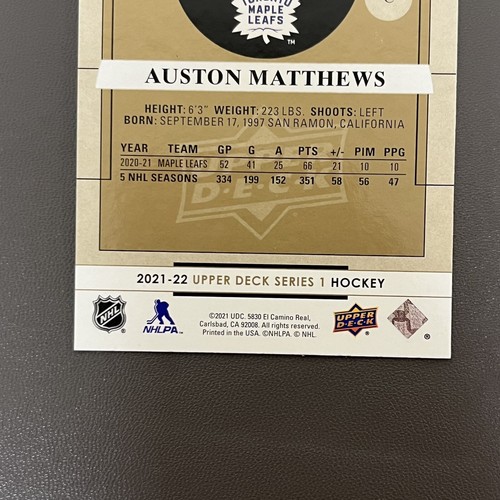 TORONTO
MAPLE
LEAFS
TM
C
AUSTON MATTHEWS
HEIGHT: 6'3" WEIGHT: 223 LBS. SHOOTS: LEFT
BORN: SEPTEMBER 17, 1997 SAN RAMON, CALIFORNIA
YEAR TEAM GP G A PTS +/- PIM PPG
2020-21 MAPLE LEAFS 52 41 25 66 21 10 10
5 NHL SEASONS 334 199 152 351 58 56 47
UPPER
D·E·C·K
2021-22 UPPER DECK SERIES 1 HOCKEY
NHL
NHLPA
©2021 UDC. 5830 El Camino Real,
Carlsbad, CA 92008. All rights reserved.
Printed in the USA. ©NHLPA. © NHL.
UPPER
D·E·C·K
®